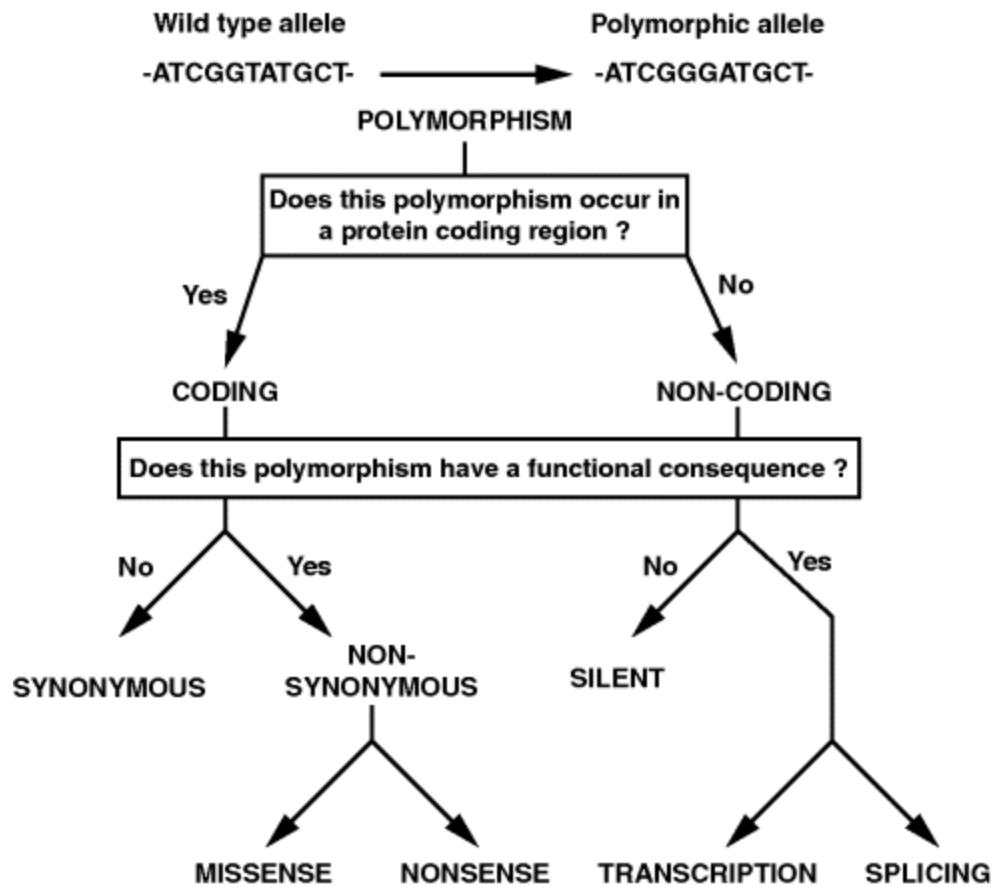 Wild type allele
Polymorphic allele
-ATCGGTATGCT-
-ATCGGGATGCT-
POLYMORPHISM
Does this polymorphism occur in
a protein coding region ?
Yes
No
CODING
NON-CODING
Does this polymorphism have a functional consequence ?
No
Yes
No
Yes
SYNONYMOUS
NON-
SYNONYMOUS
SILENT
MISSENSE
NONSENSE
TRANSCRIPTION
SPLICING